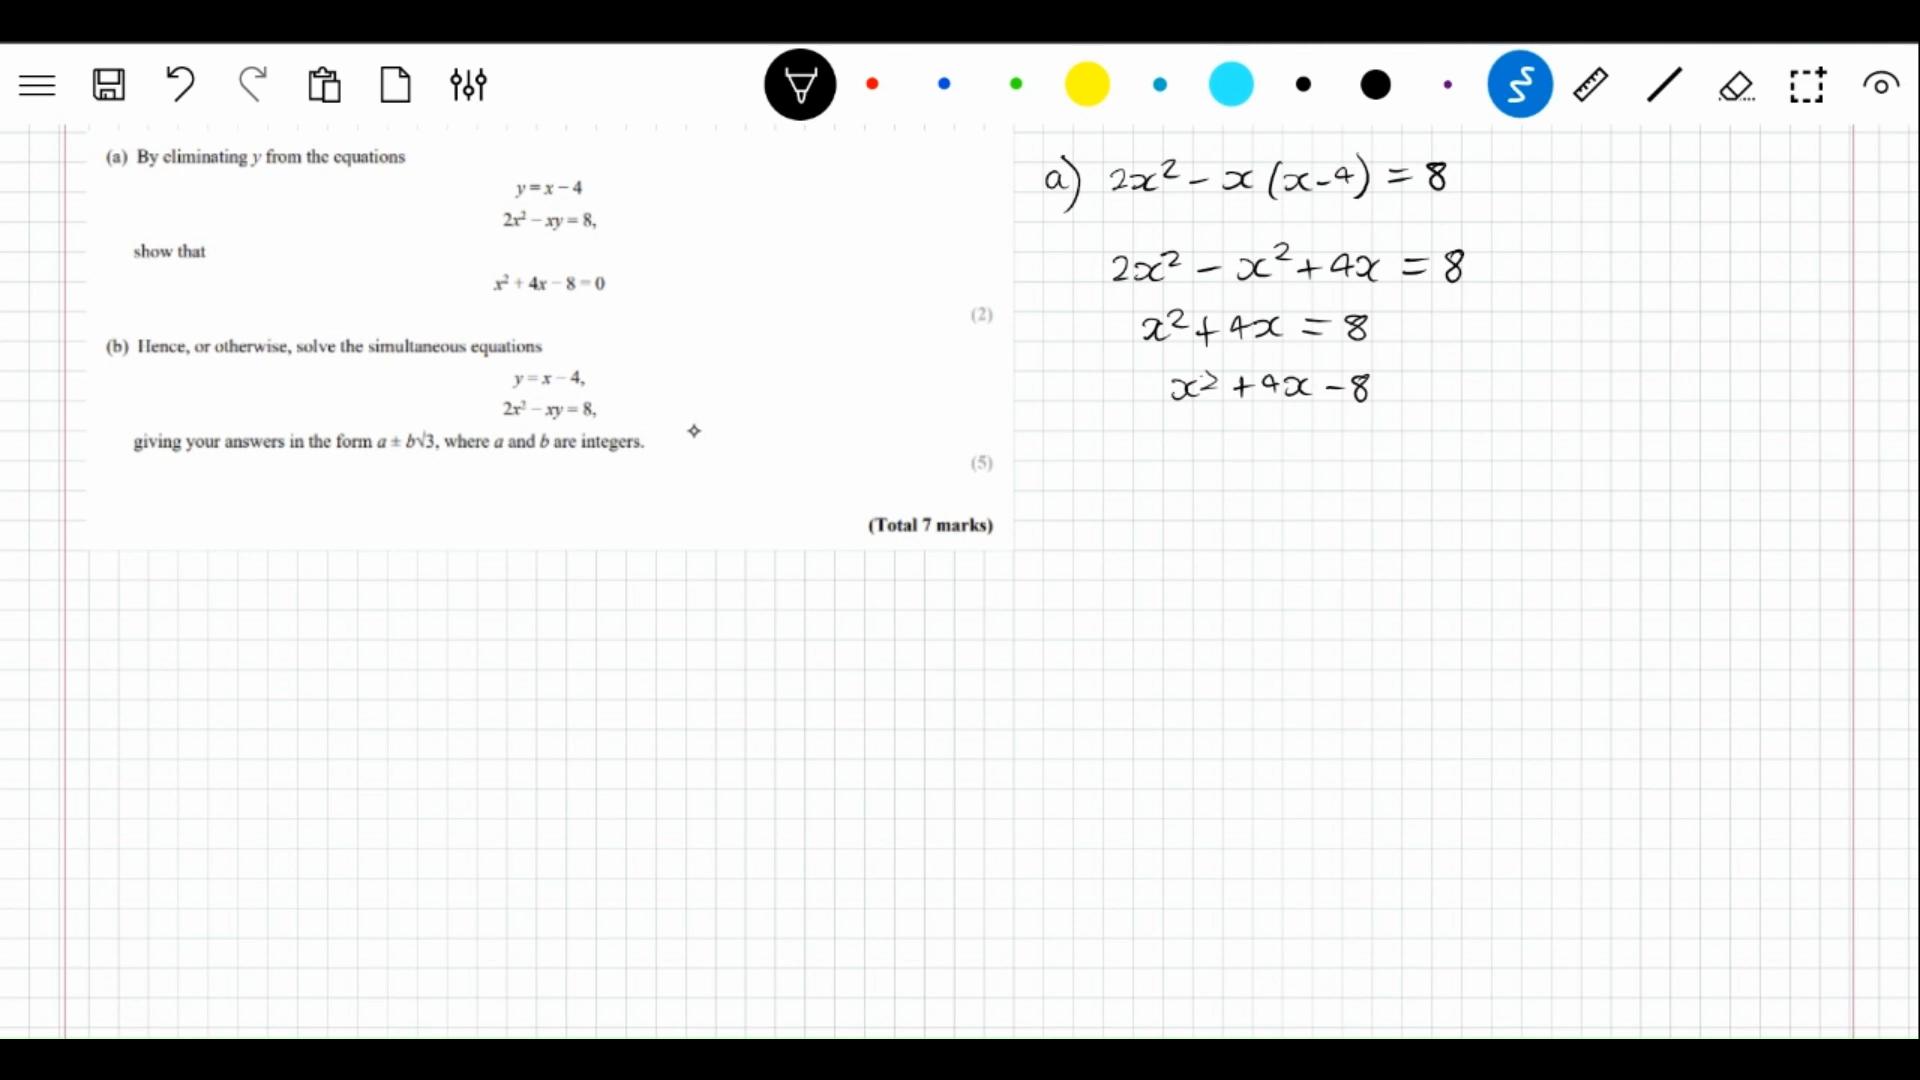 (a) By eliminating y from the equations
y = x − 4
2x² − xy = 8,
show that
x² + 4x − 8 = 0
(2)
(b) Hence, or otherwise, solve the simultaneous equations
y = x − 4,
2x² − xy = 8,
giving your answers in the form a ± b√3, where a and b are integers.
(5)
(Total 7 marks)
a) 2x² − x (x−4) = 8
2x² − x² + 4x = 8
x² + 4x = 8
x² + 4x − 8